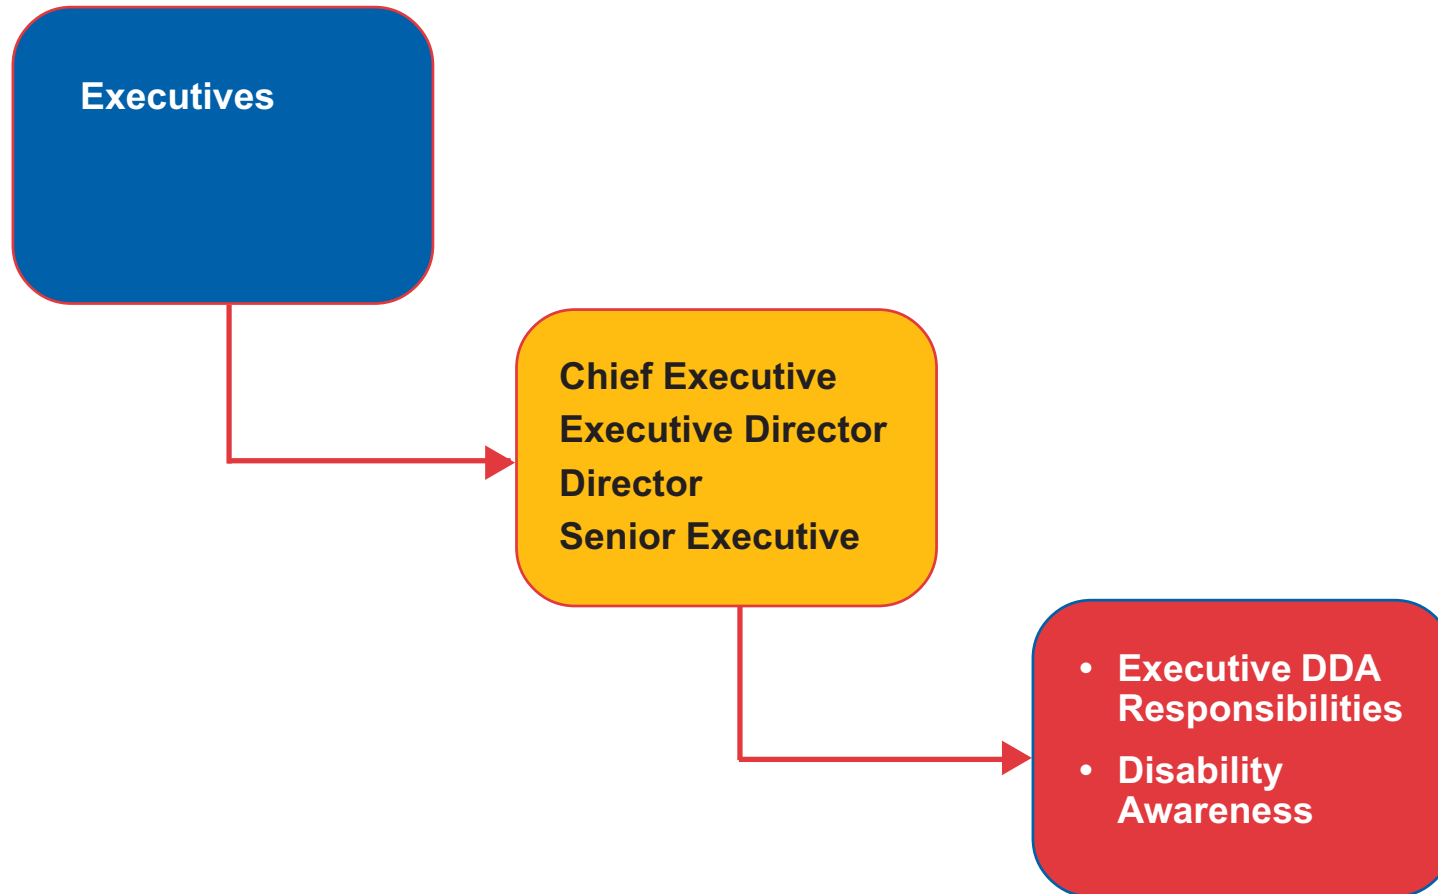 Executives
Chief Executive
Executive Director
Director
Senior Executive
• Executive DDA
Responsibilities
• Disability
Awareness